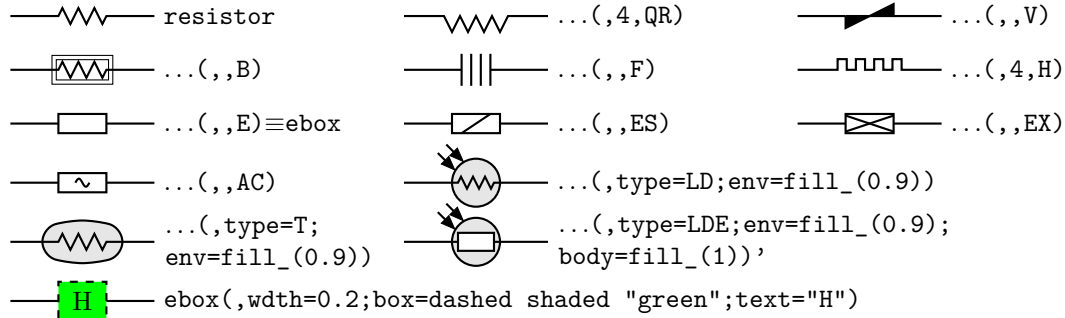 resistor ...(,4,QR) ...(,,V)
...(,,B) ...(,,F) ...(,4,H)
...(,,E)≡ebox ...(,,ES) ...(,,EX)
...(,,AC) ...(,type=LD;env=fill_(0.9))
...(,type=T;
env=fill_(0.9))
...(,type=LDE;env=fill_(0.9);
body=fill_(1))'
H ebox(,wdth=0.2;box=dashed shaded "green";text="H")